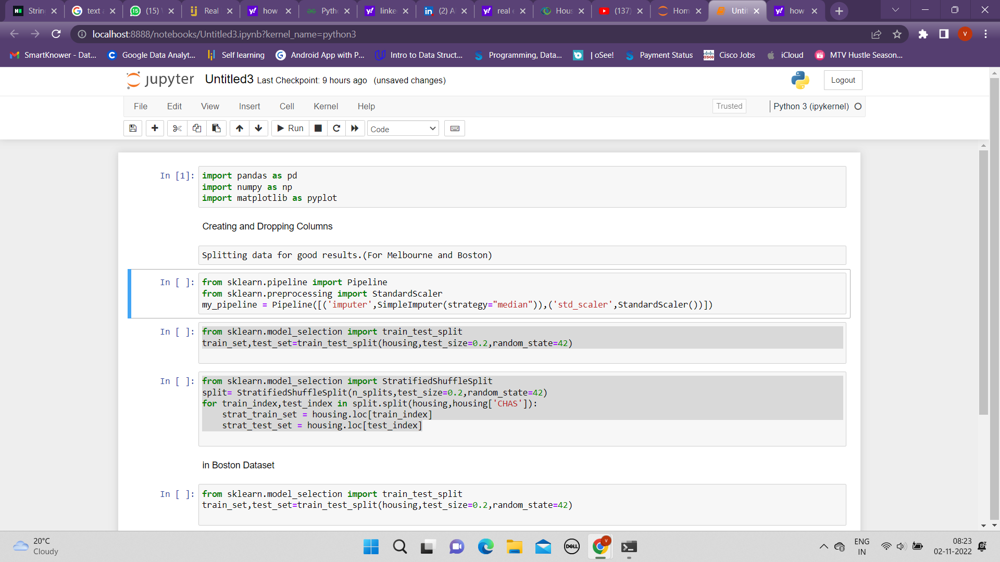 Strin
text
(15)
Real
how
Pyth
linke
(2) A
real e
Hous
(137)
Hom
Untit
how
localhost:8888/notebooks/Untitled3.ipynb?kernel_name=python3
V
SmartKnower - Dat...
Google Data Analyt...
Self learning
Android App with P...
Intro to Data Struct...
Programming, Data...
| oSee!
Payment Status
Cisco Jobs
iCloud
MTV Hustle Season...
jupyter Untitled3 Last Checkpoint: 9 hours ago (unsaved changes)
Logout
File Edit View Insert Cell Kernel Help
Trusted
Python 3 (ipykernel)
Run
Code
In [1]: import pandas as pd
import numpy as np
import matplotlib as pyplot
Creating and Dropping Columns
Splitting data for good results.(For Melbourne and Boston)
In [ ]: from sklearn.pipeline import Pipeline
from sklearn.preprocessing import StandardScaler
my_pipeline = Pipeline([('imputer',SimpleImputer(strategy="median")),('std_scaler',StandardScaler())])
In [ ]: from sklearn.model_selection import train_test_split
train_set,test_set=train_test_split(housing,test_size=0.2,random_state=42)
In [ ]: from sklearn.model_selection import StratifiedShuffleSplit
split= StratifiedShuffleSplit(n_splits,test_size=0.2,random_state=42)
for train_index,test_index in split.split(housing,housing['CHAS']):
    strat_train_set = housing.loc[train_index]
    strat_test_set = housing.loc[test_index]
in Boston Dataset
In [ ]: from sklearn.model_selection import train_test_split
train_set,test_set=train_test_split(housing,test_size=0.2,random_state=42)
20°C
Cloudy
DELL
ENG
IN
08:23
02-11-2022